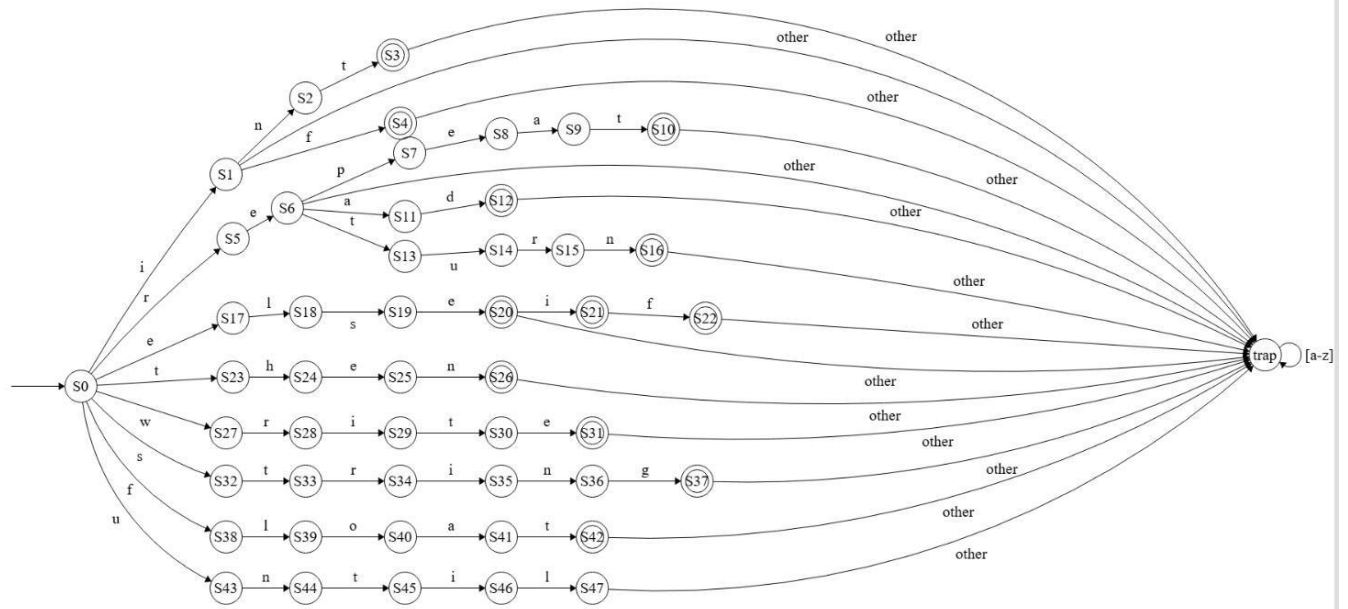 other
S3
t
other
S2
n
other
S4
f
e
S8
a
S9
t
S10
S7
p
S1
other
other
S6
a
S11
d
S12
e
t
other
S5
S13
u
S14
r
S15
n
S16
i
r
other
S0
e
S17
l
S18
s
S19
e
S20
i
S21
f
S22
other
trap
[a-z]
t
S23
h
S24
e
S25
n
S26
other
w
S27
r
S28
i
S29
t
S30
e
S31
other
s
S32
t
S33
r
S34
i
S35
n
S36
g
S37
other
f
S38
l
S39
o
S40
a
S41
t
S42
other
u
S43
n
S44
t
S45
i
S46
l
S47
other
other